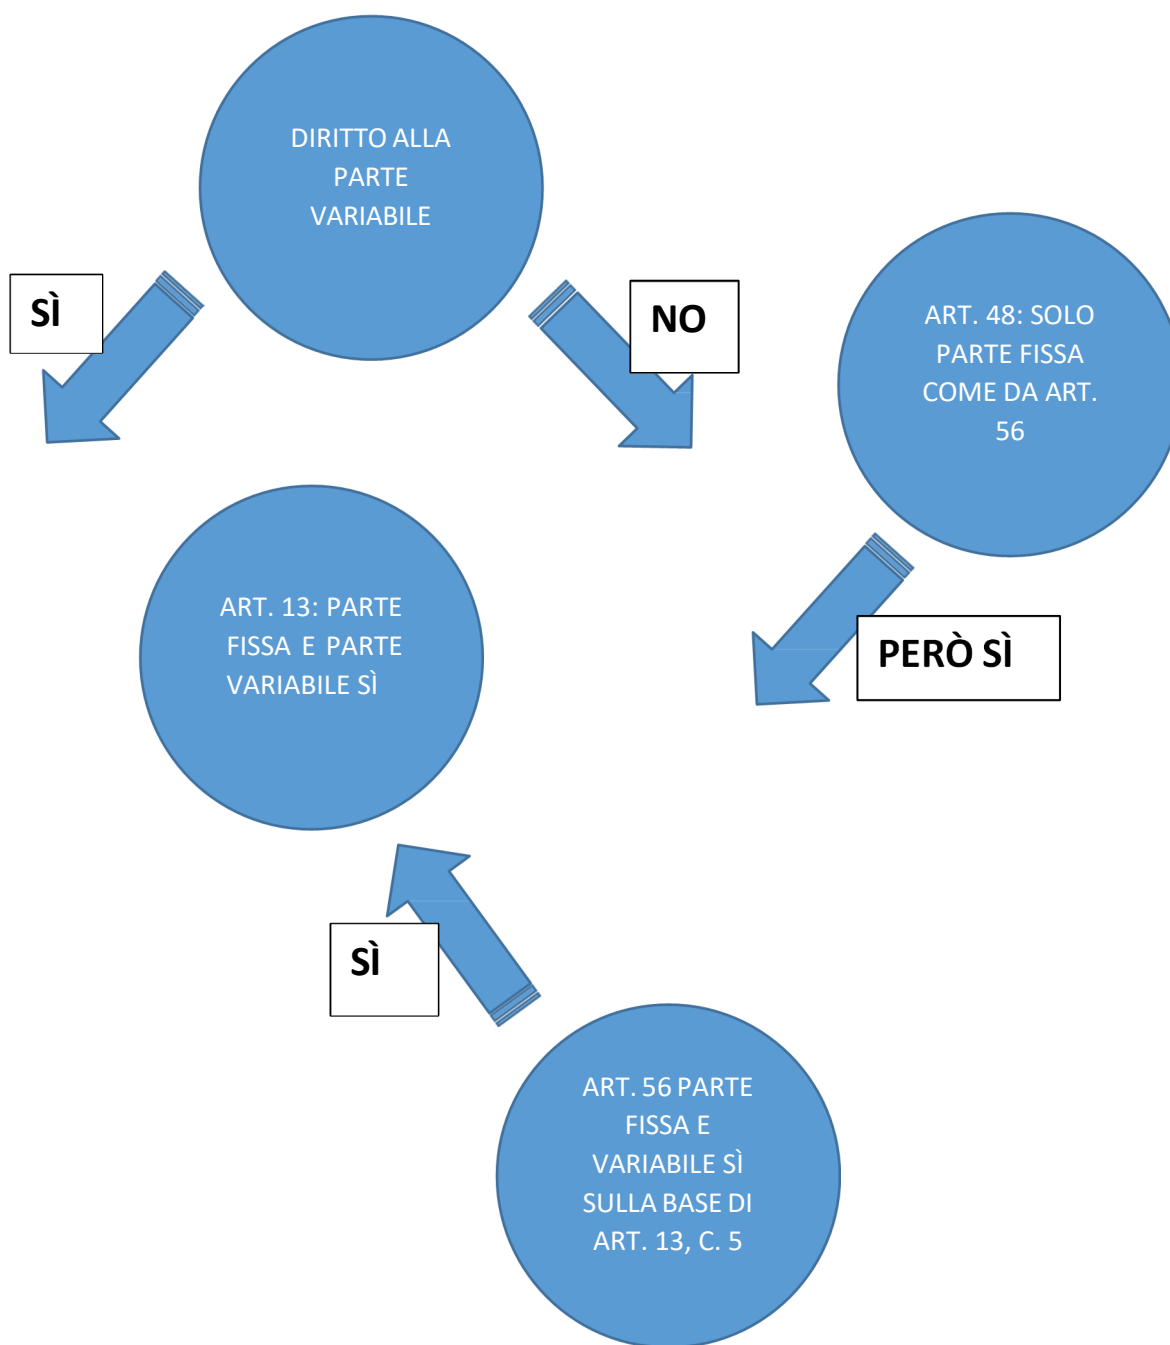 DIRITTO ALLA
PARTE
VARIABILE
SÌ
NO
ART. 48: SOLO
PARTE FISSA
COME DA ART.
56
ART. 13: PARTE
FISSA E PARTE
VARIABILE SÌ
PERÒ SÌ
SÌ
ART. 56 PARTE
FISSA E
VARIABILE SÌ
SULLA BASE DI
ART. 13, C. 5